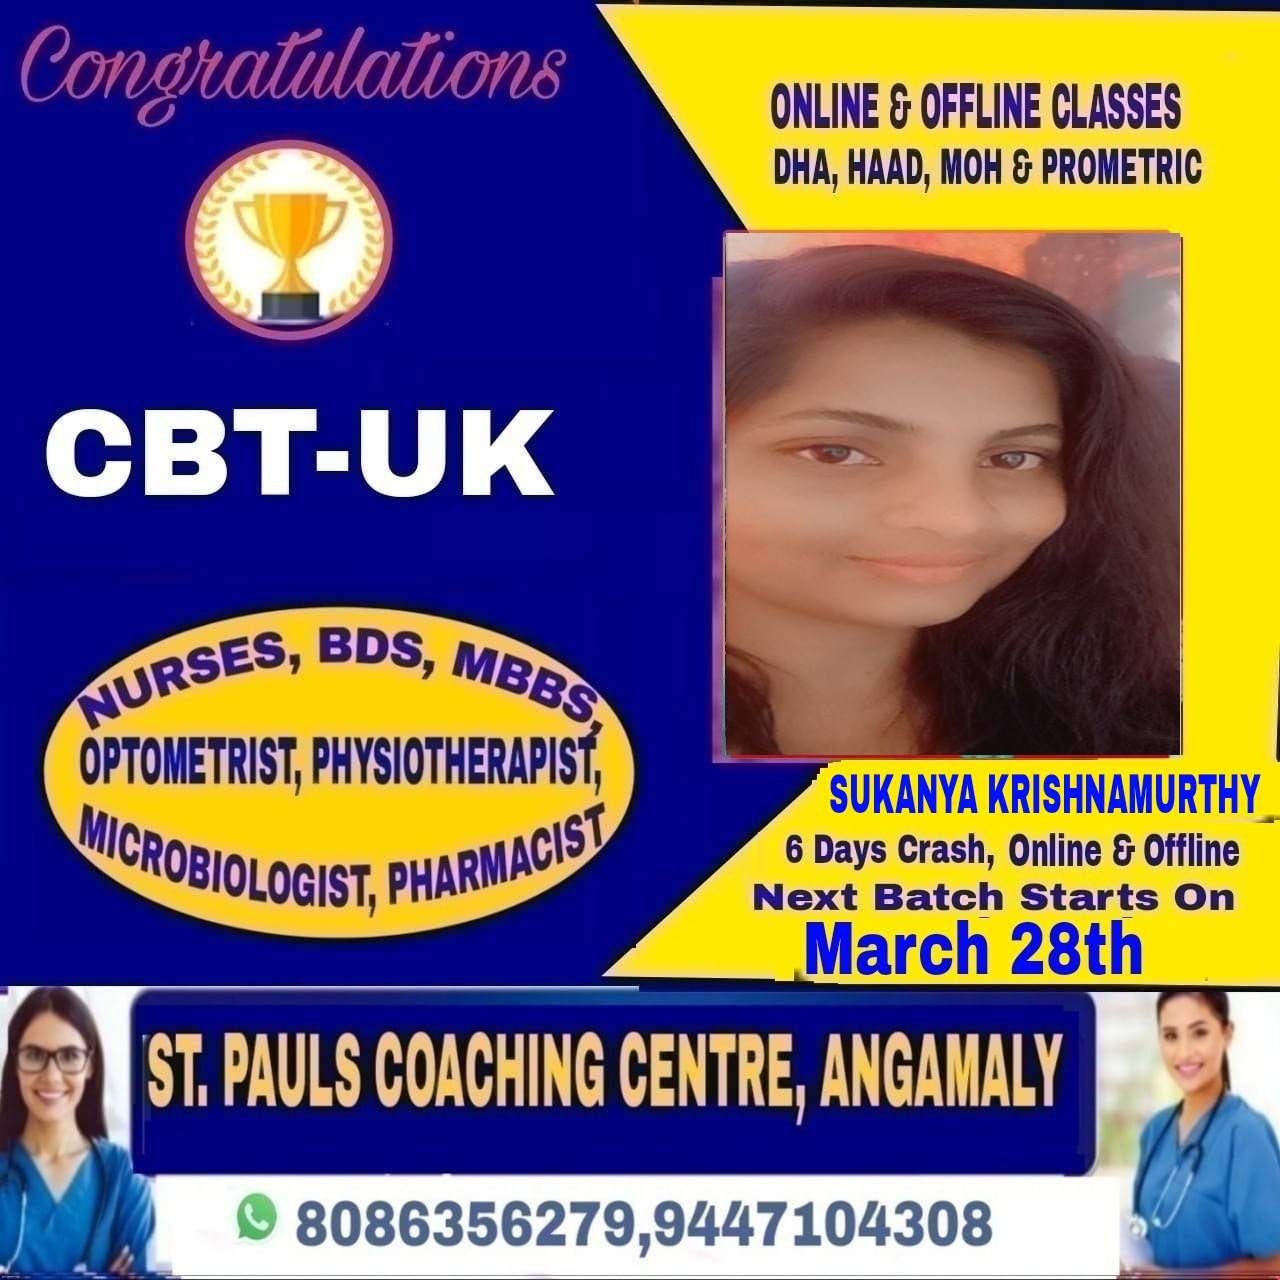 Congratulations
ONLINE & OFFLINE CLASSES
DHA, HAAD, MOH & PROMETRIC
CBT-UK
NURSES, BDS, MBBS,
OPTOMETRIST, PHYSIOTHERAPIST,
MICROBIOLOGIST, PHARMACIST
SUKANYA KRISHNAMURTHY
6 Days Crash, Online & Offline
Next Batch Starts On
March 28th
ST. PAULS COACHING CENTRE, ANGAMALY
8086356279,9447104308